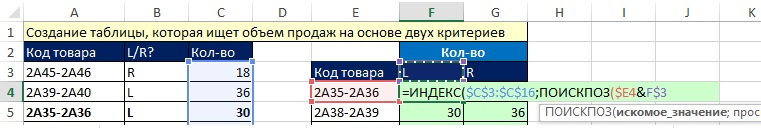 A B C D E F G H I J K
1 Создание таблицы, которая ищет объем продаж на основе двух критериев
2 Код товара L/R? Кол-во Кол-во
3 2A45-2A46 R 18 Код товара L R
4 2A39-2A40 L 36 2A35-2A36 =ИНДЕКС($C$3:$C$16;ПОИСКПОЗ($E4&F$3
5 2A35-2A36 L 30 2A38-2A39 30 36
ПОИСКПОЗ(искомое_значение; прос